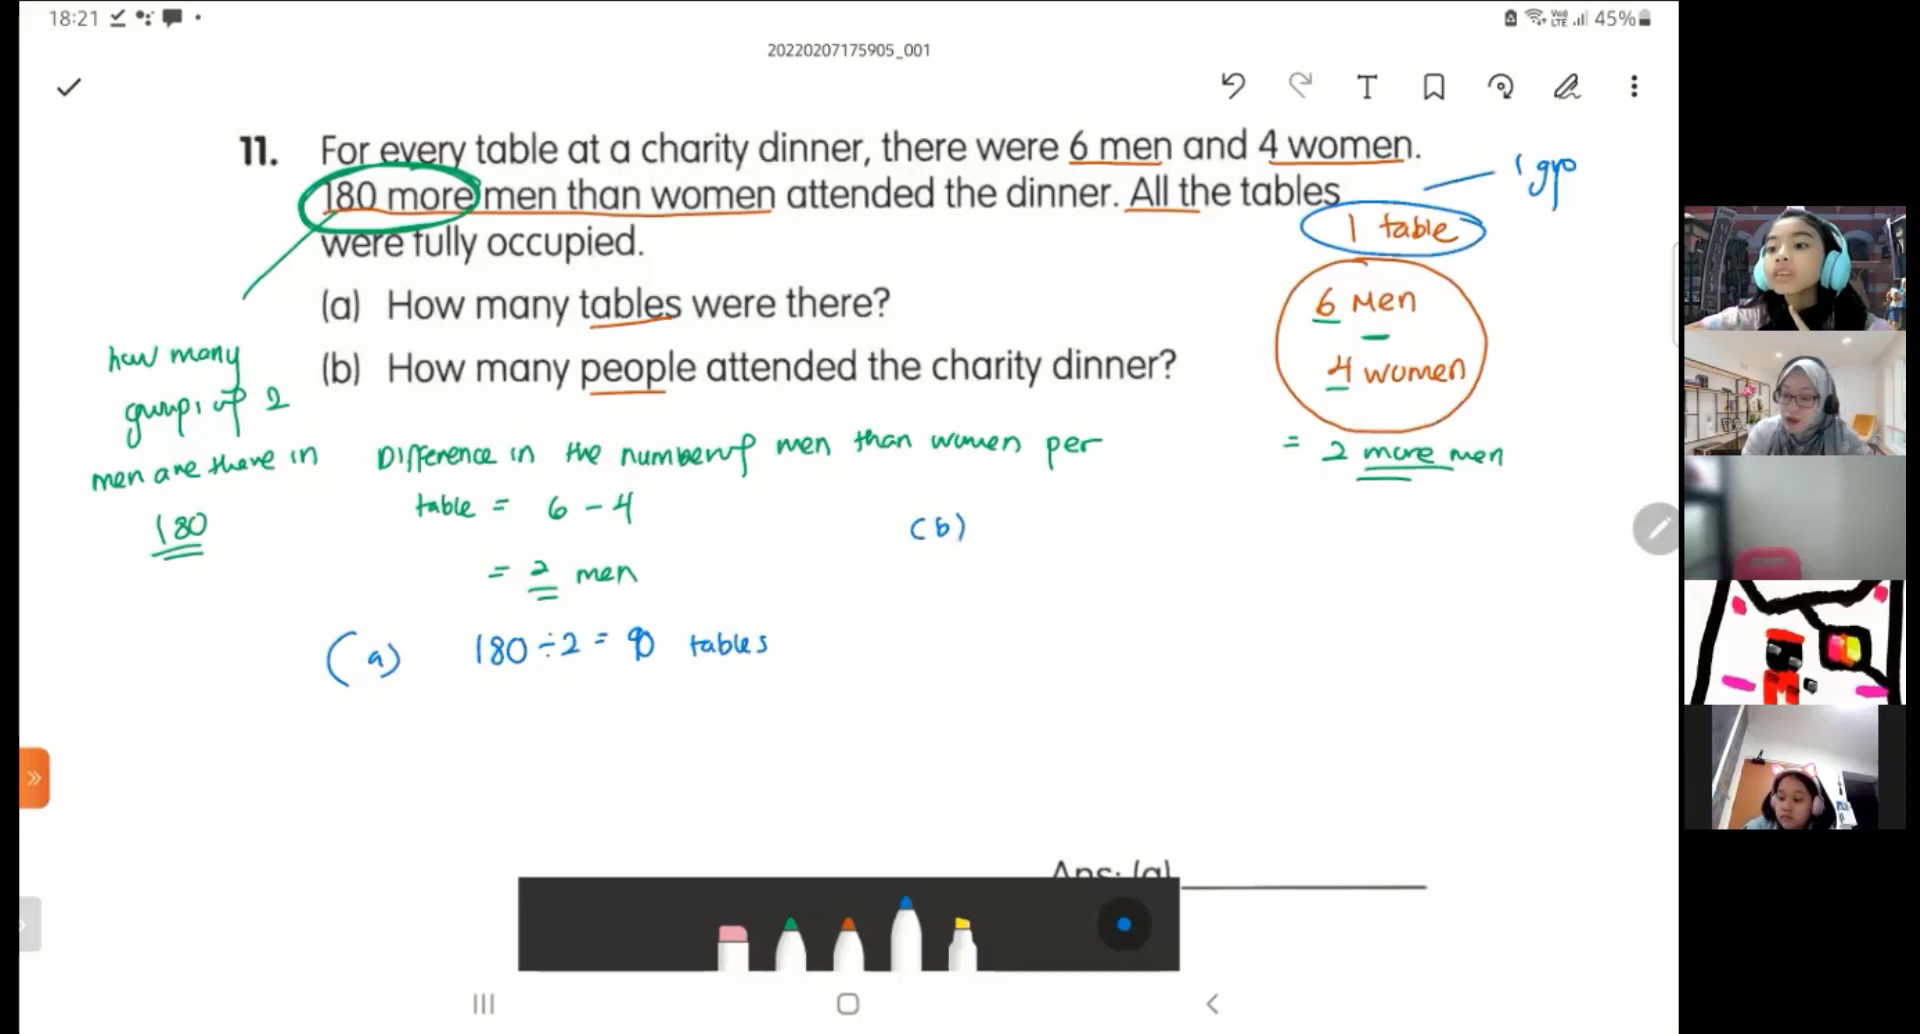 18:21
45%
20220207175905_001
T
11. For every table at a charity dinner, there were 6 men and 4 women.
180 more men than women attended the dinner. All the tables
were fully occupied.
(a) How many tables were there?
(b) How many people attended the charity dinner?
1 grp
1 table
6 Men
4 women
= 2 more men
how many
groups of 2
men are there in
180
Difference in the number of men than women per
table = 6 - 4
= 2 men
(a) 180 ÷ 2 = 90 tables
(b)
Ans: (a)